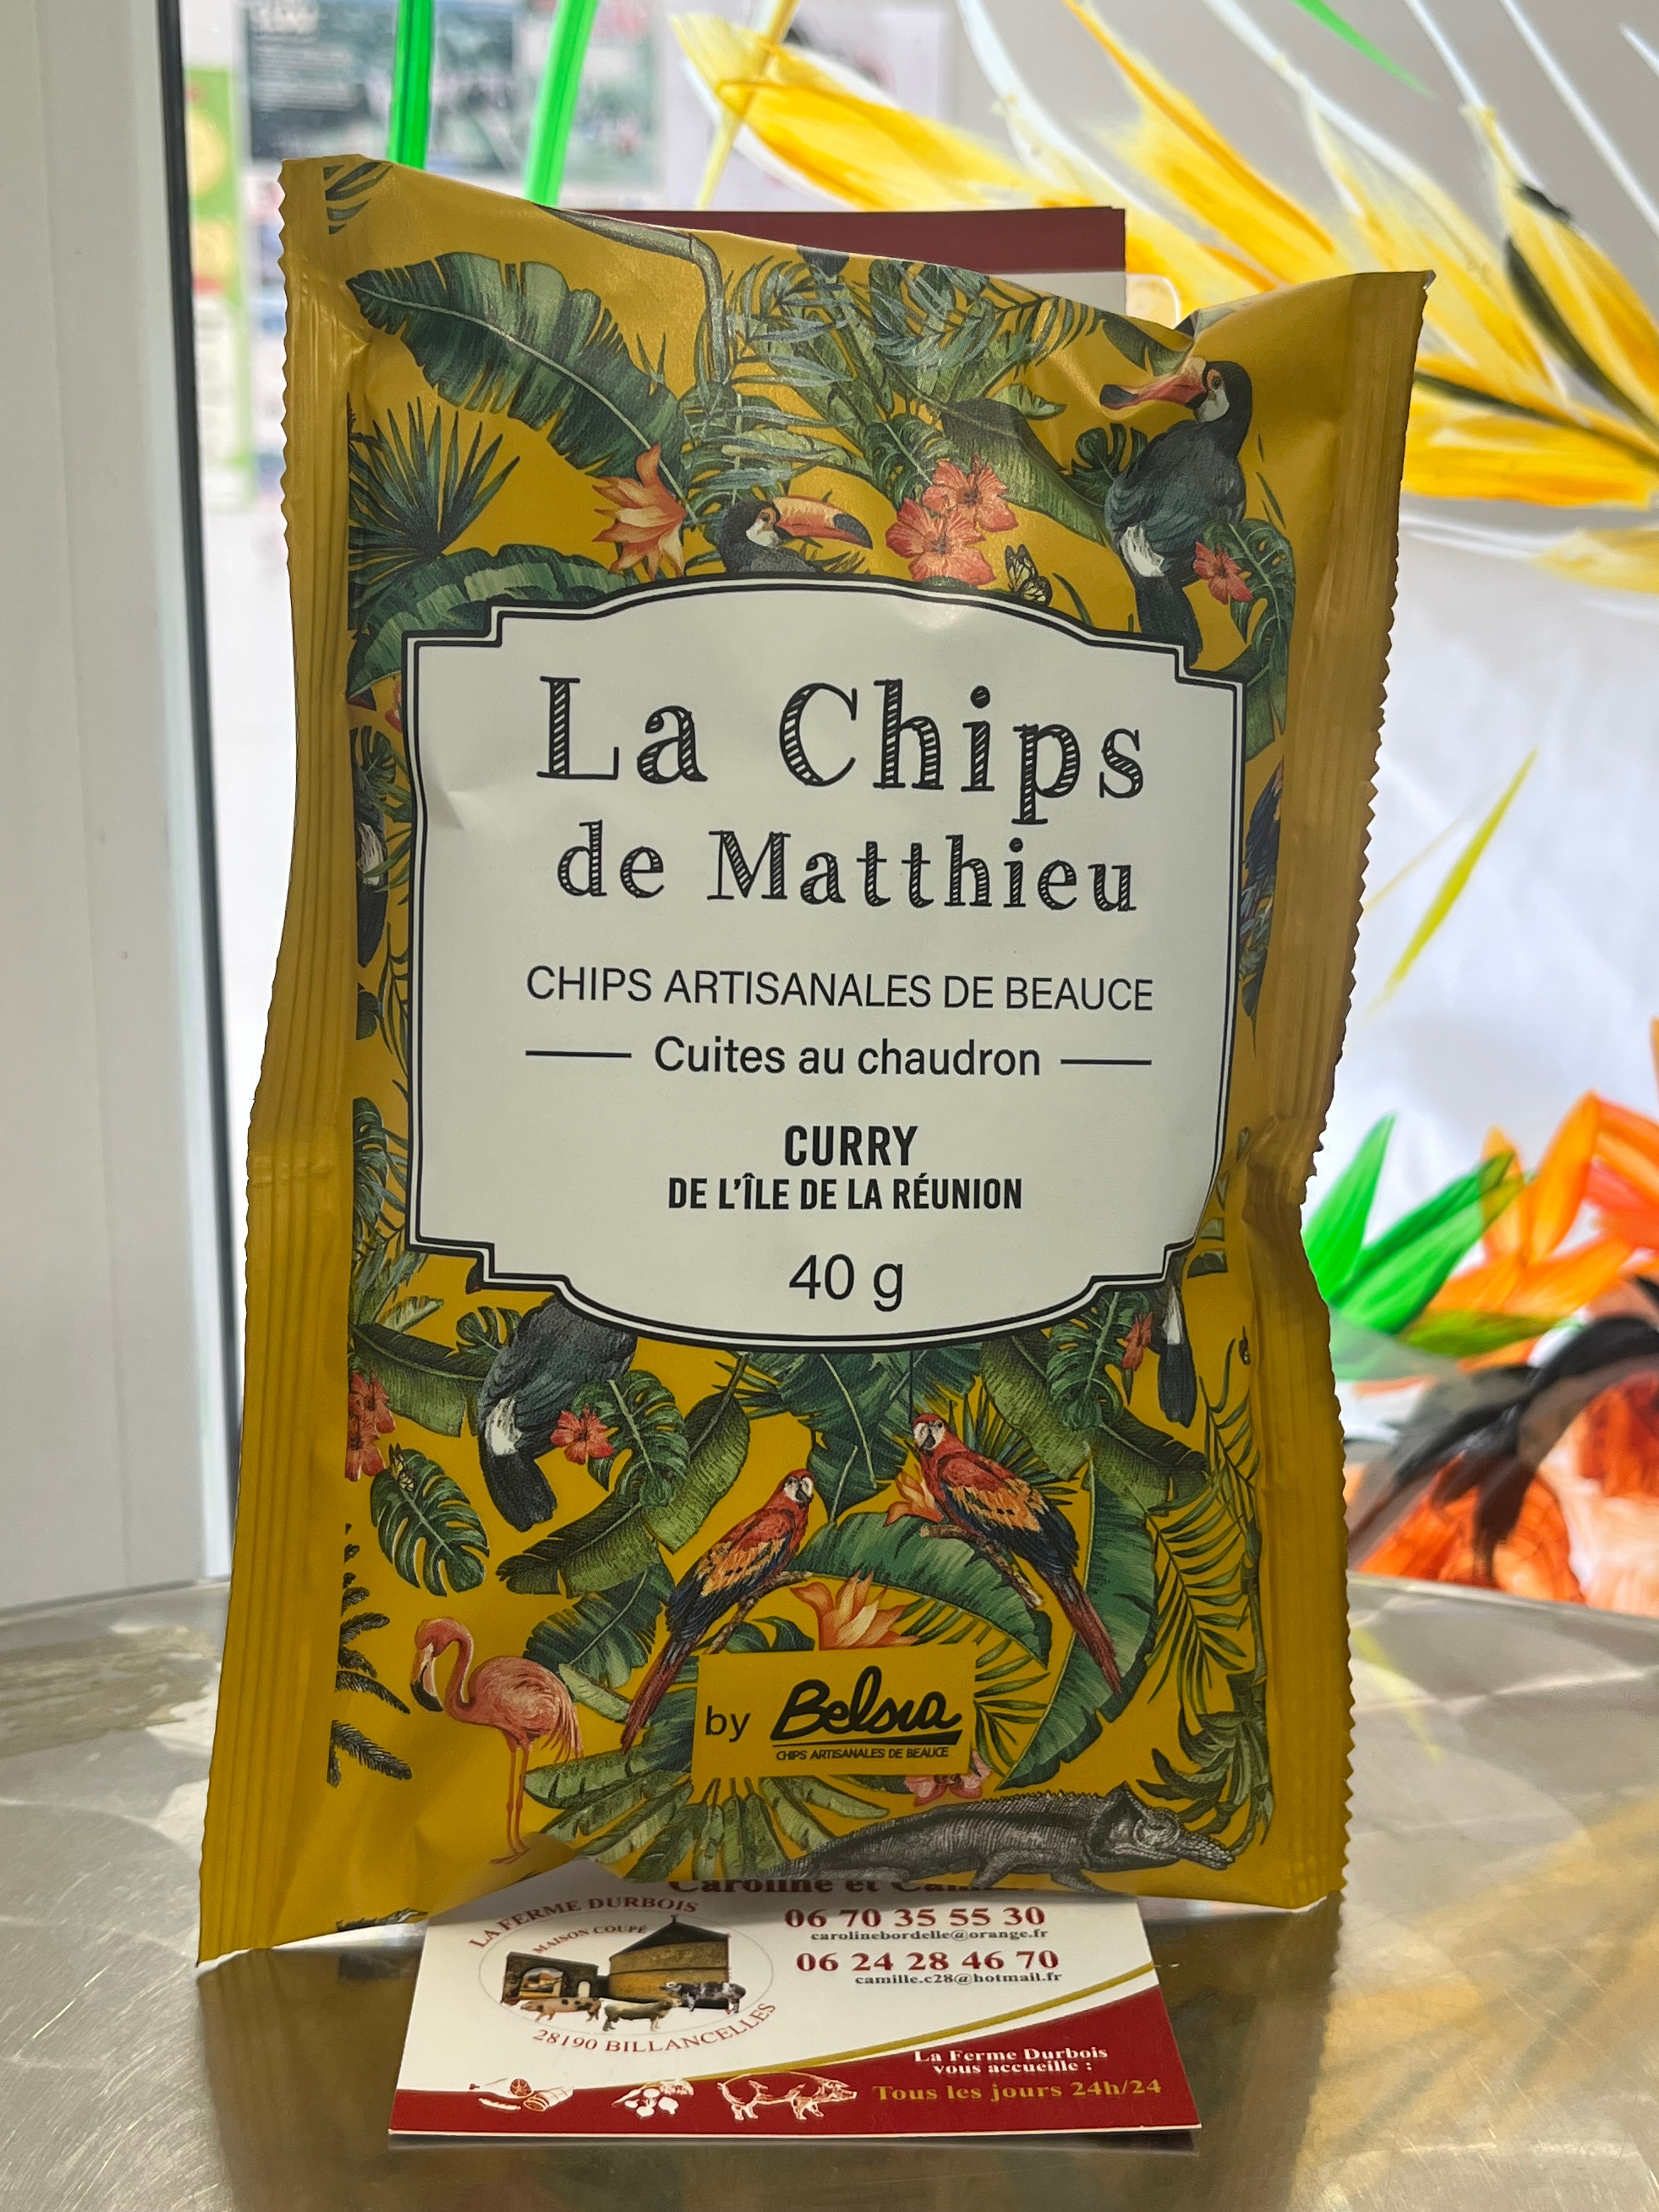 La Chips
de Matthieu
CHIPS ARTISANALES DE BEAUCE
Cuites au chaudron
CURRY
DE L'ÎLE DE LA RÉUNION
40 g
by Belsia
CHIPS ARTISANALES DE BEAUCE
Caroline et
LA FERME DURBOIS
MAISON COUPÉ
28190 BILLANCELLES
06 70 35 55 30
carolinebordelle@orange.fr
06 24 28 46 70
camille.c28@hotmail.fr
La Ferme Durbois
vous accueille :
Tous les jours 24h/24